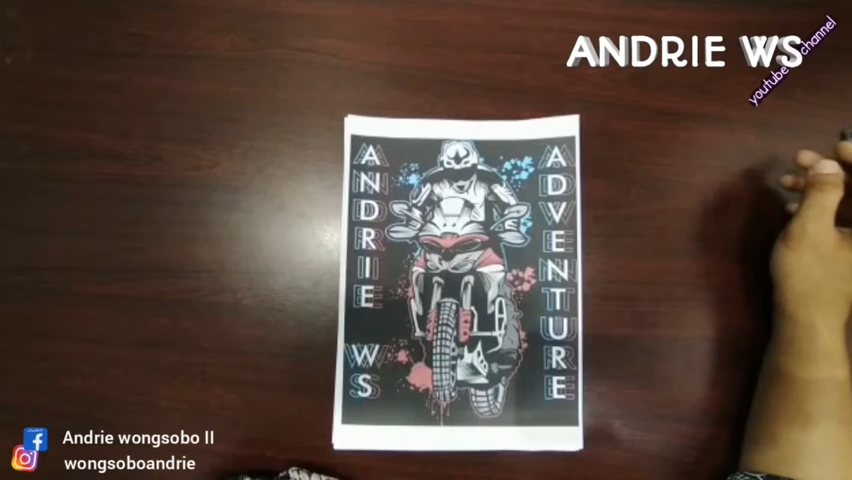 ANDRIE WS
youtube channel
ANDRIE WS
ADVENTURE
Andrie wongsobo II
wongsoboandrie